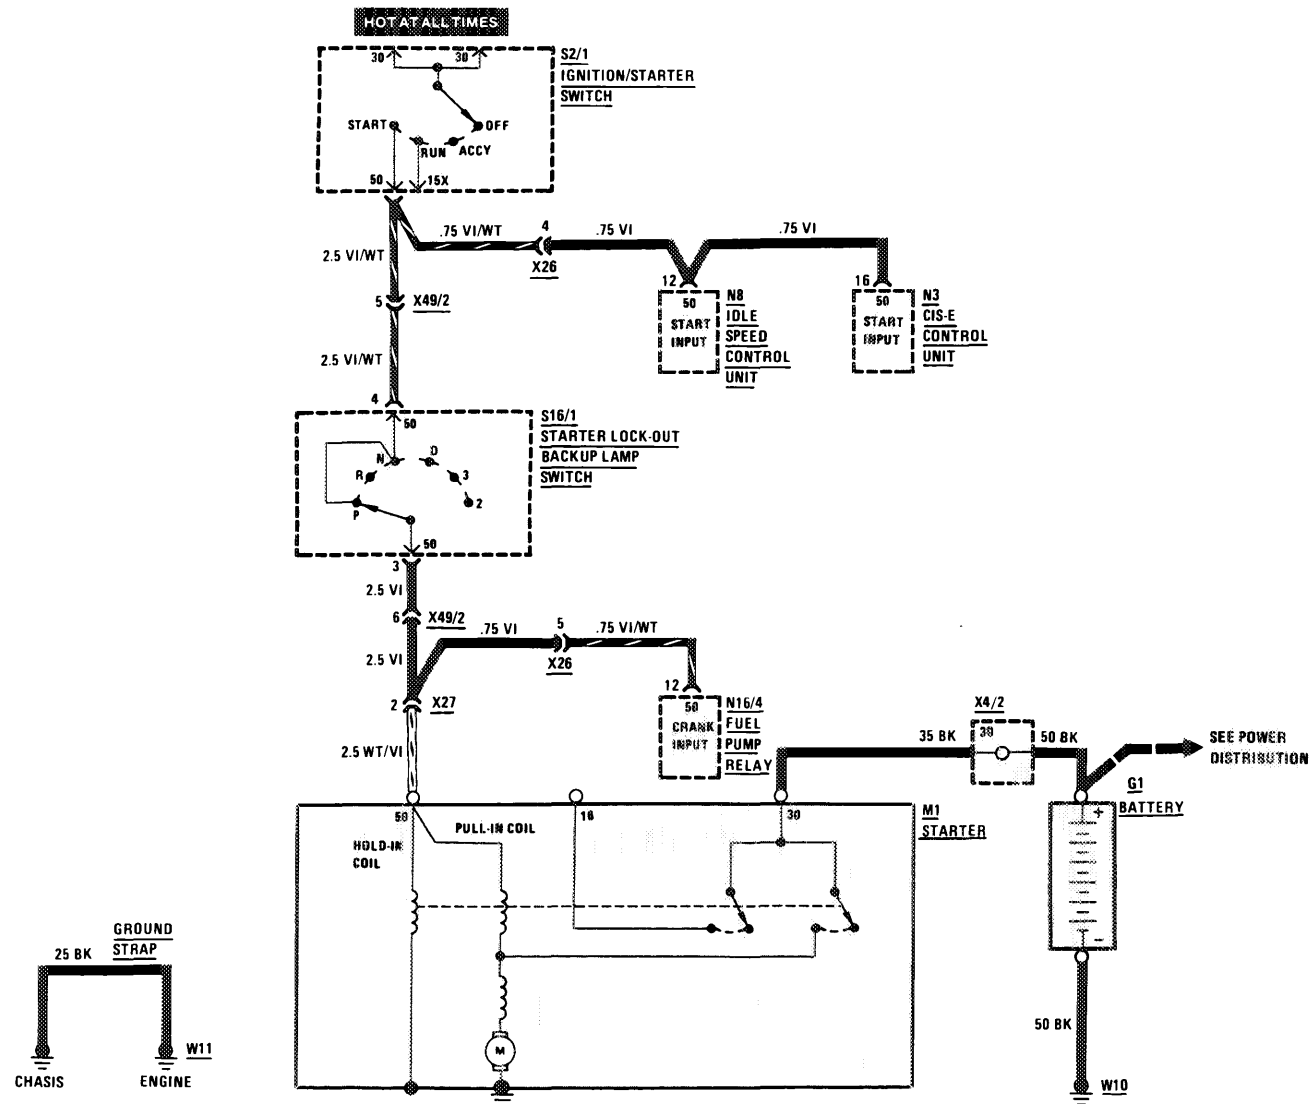 HOT AT ALL TIMES
30
30
S2/1
IGNITION/STARTER
SWITCH
START
OFF
RUN
ACCY
50
15X
.75 VI/WT
4
.75 VI
.75 VI
2.5 VI/WT
X26
5
X49/2
12
50
START
INPUT
N8
IDLE
SPEED
CONTROL
UNIT
16
50
START
INPUT
N3
CIS-E
CONTROL
UNIT
2.5 VI/WT
4
50
S16/1
STARTER LOCK-OUT
BACKUP LAMP
SWITCH
N
D
R
3
P
2
50
3
2.5 VI
6
X49/2
.75 VI
5
.75 VI/WT
2.5 VI
X26
2
X27
12
50
CRANK
INPUT
N16/4
FUEL
PUMP
RELAY
2.5 WT/VI
35 BK
X4/2
30
50 BK
SEE POWER
DISTRIBUTION
G1
BATTERY
+
-
50
16
30
M1
STARTER
PULL-IN COIL
HOLD-IN
COIL
M
GROUND
STRAP
25 BK
W11
CHASIS
ENGINE
50 BK
W10